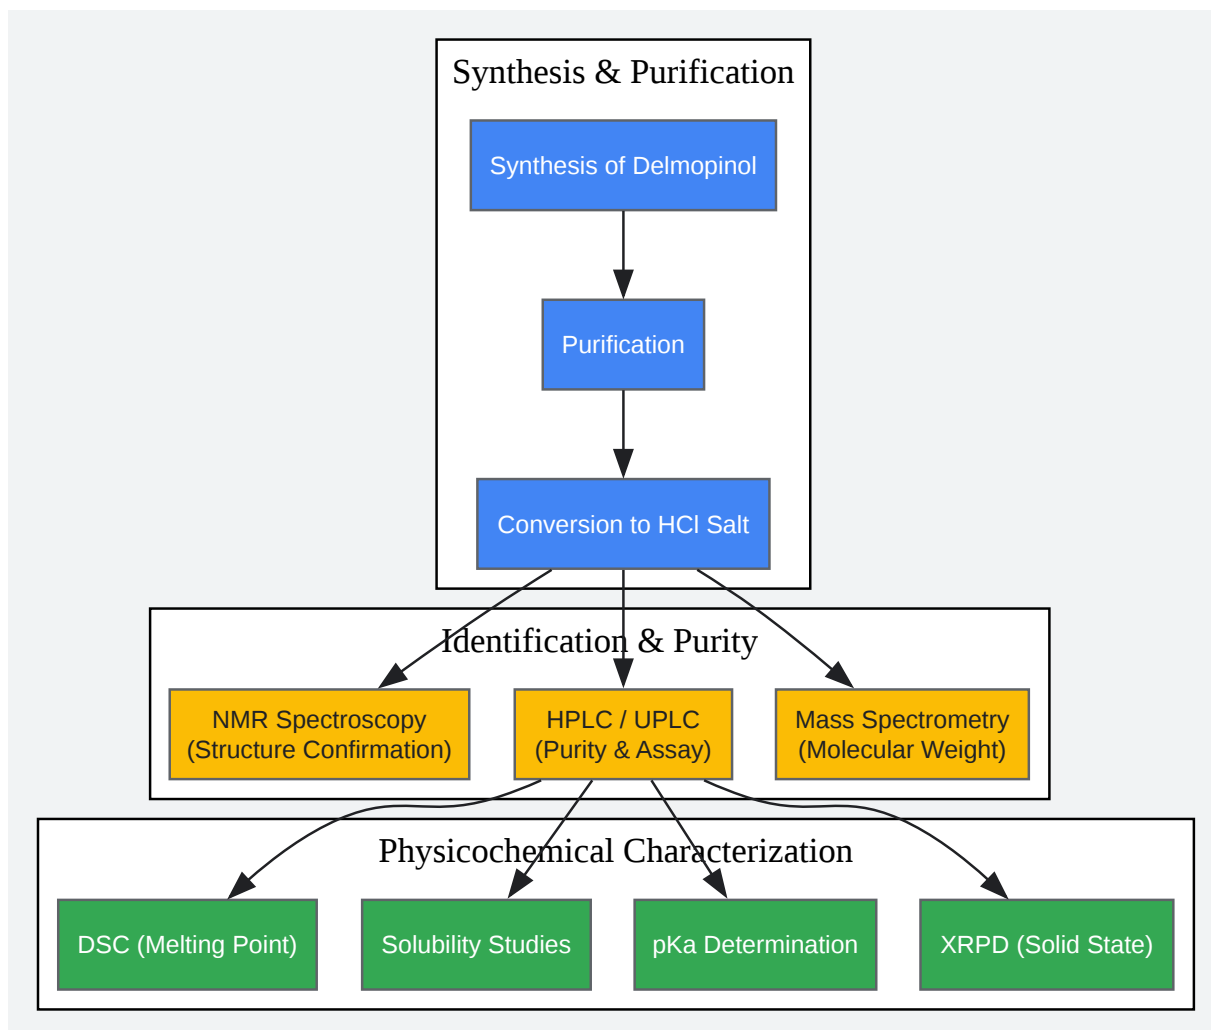 Synthesis & Purification
Synthesis of Delmopinol
Purification
Conversion to HCl Salt
Identification & Purity
NMR Spectroscopy
(Structure Confirmation)
HPLC / UPLC
(Purity & Assay)
Mass Spectrometry
(Molecular Weight)
Physicochemical Characterization
DSC (Melting Point)
Solubility Studies
pKa Determination
XRPD (Solid State)